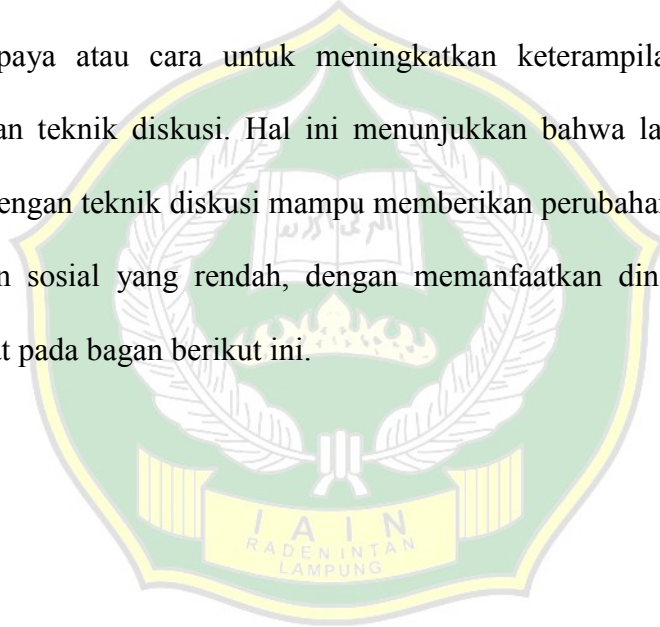 paya atau cara untuk meningkatkan keterampila
an teknik diskusi. Hal ini menunjukkan bahwa la
dengan teknik diskusi mampu memberikan perubahan
n sosial yang rendah, dengan memanfaatkan din
at pada bagan berikut ini.
I A I N
RADEN INTAN
LAMPUNG